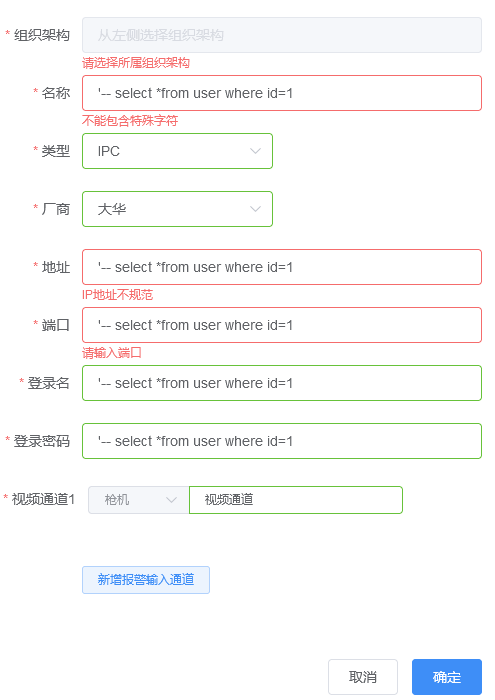 * 组织架构 从左侧选择组织架构
请选择所属组织架构
* 名称 '-- select *from user where id=1
不能包含特殊字符
* 类型 IPC
* 厂商 大华
* 地址 '-- select *from user where id=1
IP地址不规范
* 端口 '-- select *from user where id=1
请输入端口
* 登录名 '-- select *from user where id=1
* 登录密码 '-- select *from user where id=1
* 视频通道1 枪机 视频通道
新增报警输入通道
取消 确定